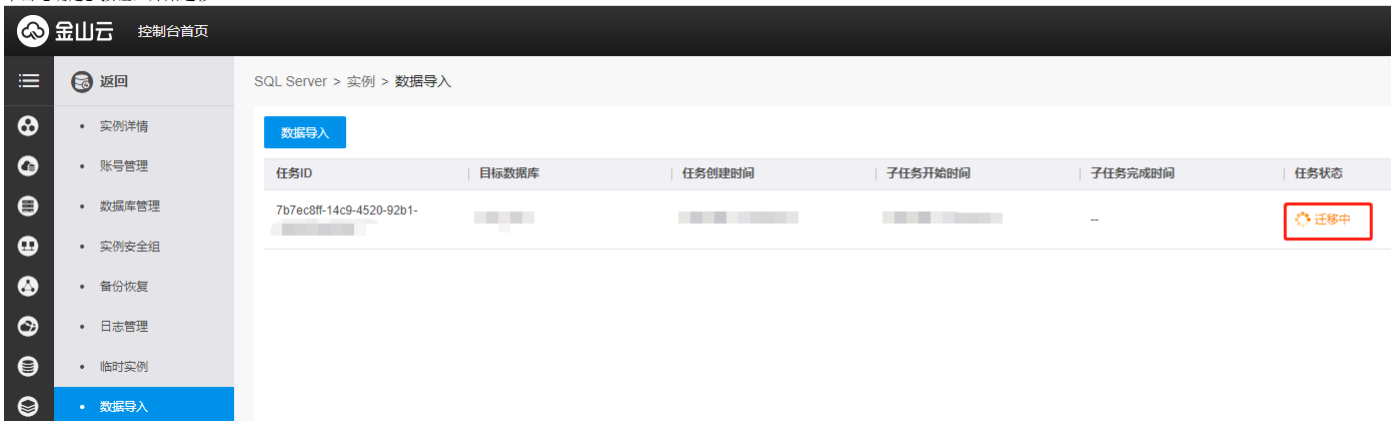 金山云 控制台首页
返回
SQL Server > 实例 > 数据导入
实例详情
账号管理
数据库管理
实例安全组
备份恢复
日志管理
临时实例
数据导入
数据导入
任务ID 目标数据库 任务创建时间 子任务开始时间 子任务完成时间 任务状态
7b7ec8ff-14c9-4520-92b1-
-- 迁移中